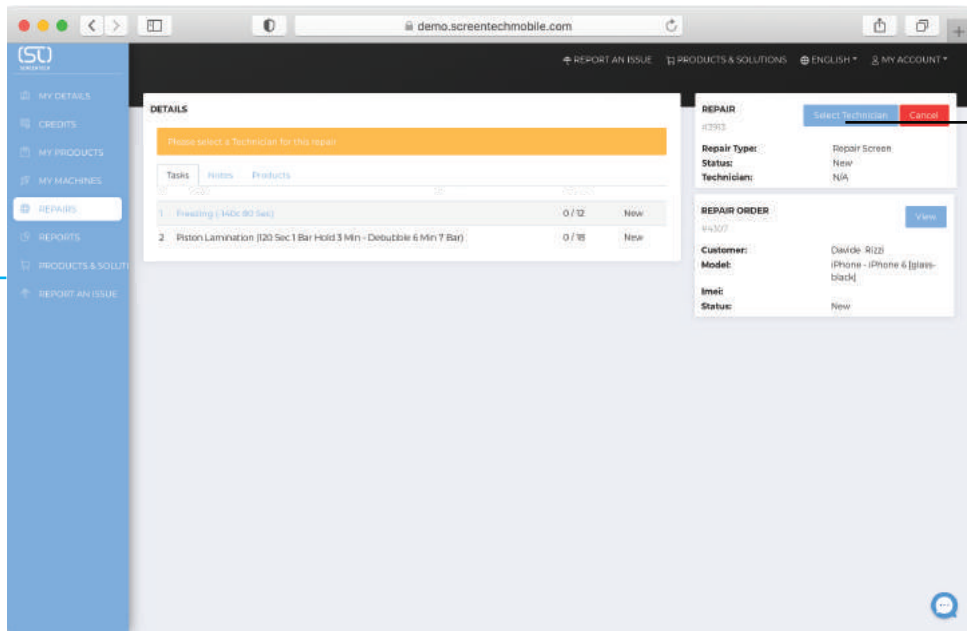 demo.screentechmobile.com
SCREENTECH
REPORT AN ISSUE PRODUCTS & SOLUTIONS ENGLISH MY ACCOUNT
MY DETAILS
CREDITS
MY PRODUCTS
MY MACHINES
REPAIRS
REPORTS
PRODUCTS & SOLUTI
REPORT AN ISSUE
DETAILS
Please select a Technician for this repair
Tasks Notes Products
1 Freezing (-140c 80 Sec) 0 / 12 New
2 Piston Lamination (120 Sec 1 Bar Hold 3 Min - Debubble 6 Min 7 Bar) 0 / 18 New
REPAIR
#3913
Select Technician Cancel
Repair Type: Repair Screen
Status: New
Technician: N/A
REPAIR ORDER
#4307
View
Customer: Davide Rizzi
Model: iPhone - iPhone 6 [glass-
black]
Imei:
Status: New